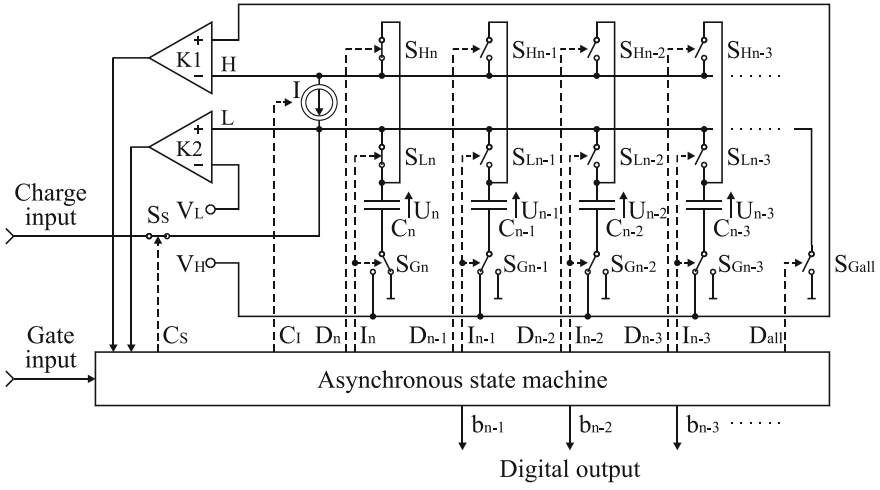 + K1 − H
SHn SHn-1 SHn-2 SHn-3
I
+ K2 − L
SLn SLn-1 SLn-2 SLn-3
Charge input
SS
VL
VH
Un Un-1 Un-2 Un-3
Cn Cn-1 Cn-2 Cn-3
SGn SGn-1 SGn-2 SGn-3 SGall
Gate input
CS CI Dn In Dn-1 In-1 Dn-2 In-2 Dn-3 In-3 Dall
Asynchronous state machine
bn-1 bn-2 bn-3
Digital output